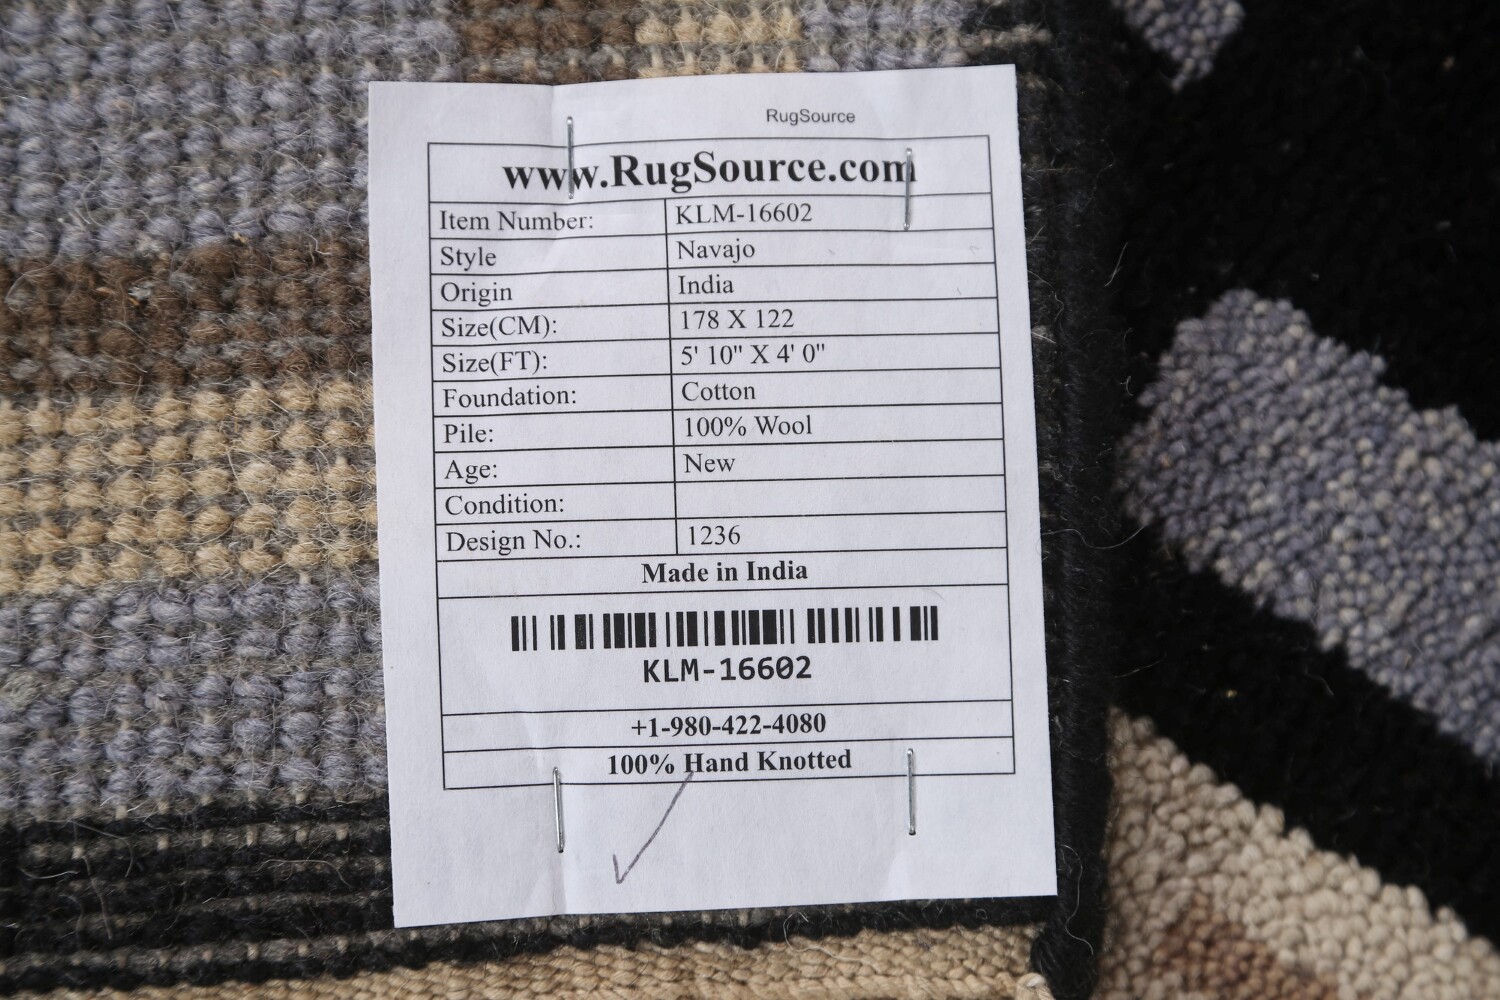 RugSource
www.RugSource.com
Item Number: KLM-16602
Style Navajo
Origin India
Size(CM): 178 X 122
Size(FT): 5' 10" X 4' 0"
Foundation: Cotton
Pile: 100% Wool
Age: New
Condition:
Design No.: 1236
Made in India
KLM-16602
+1-980-422-4080
100% Hand Knotted